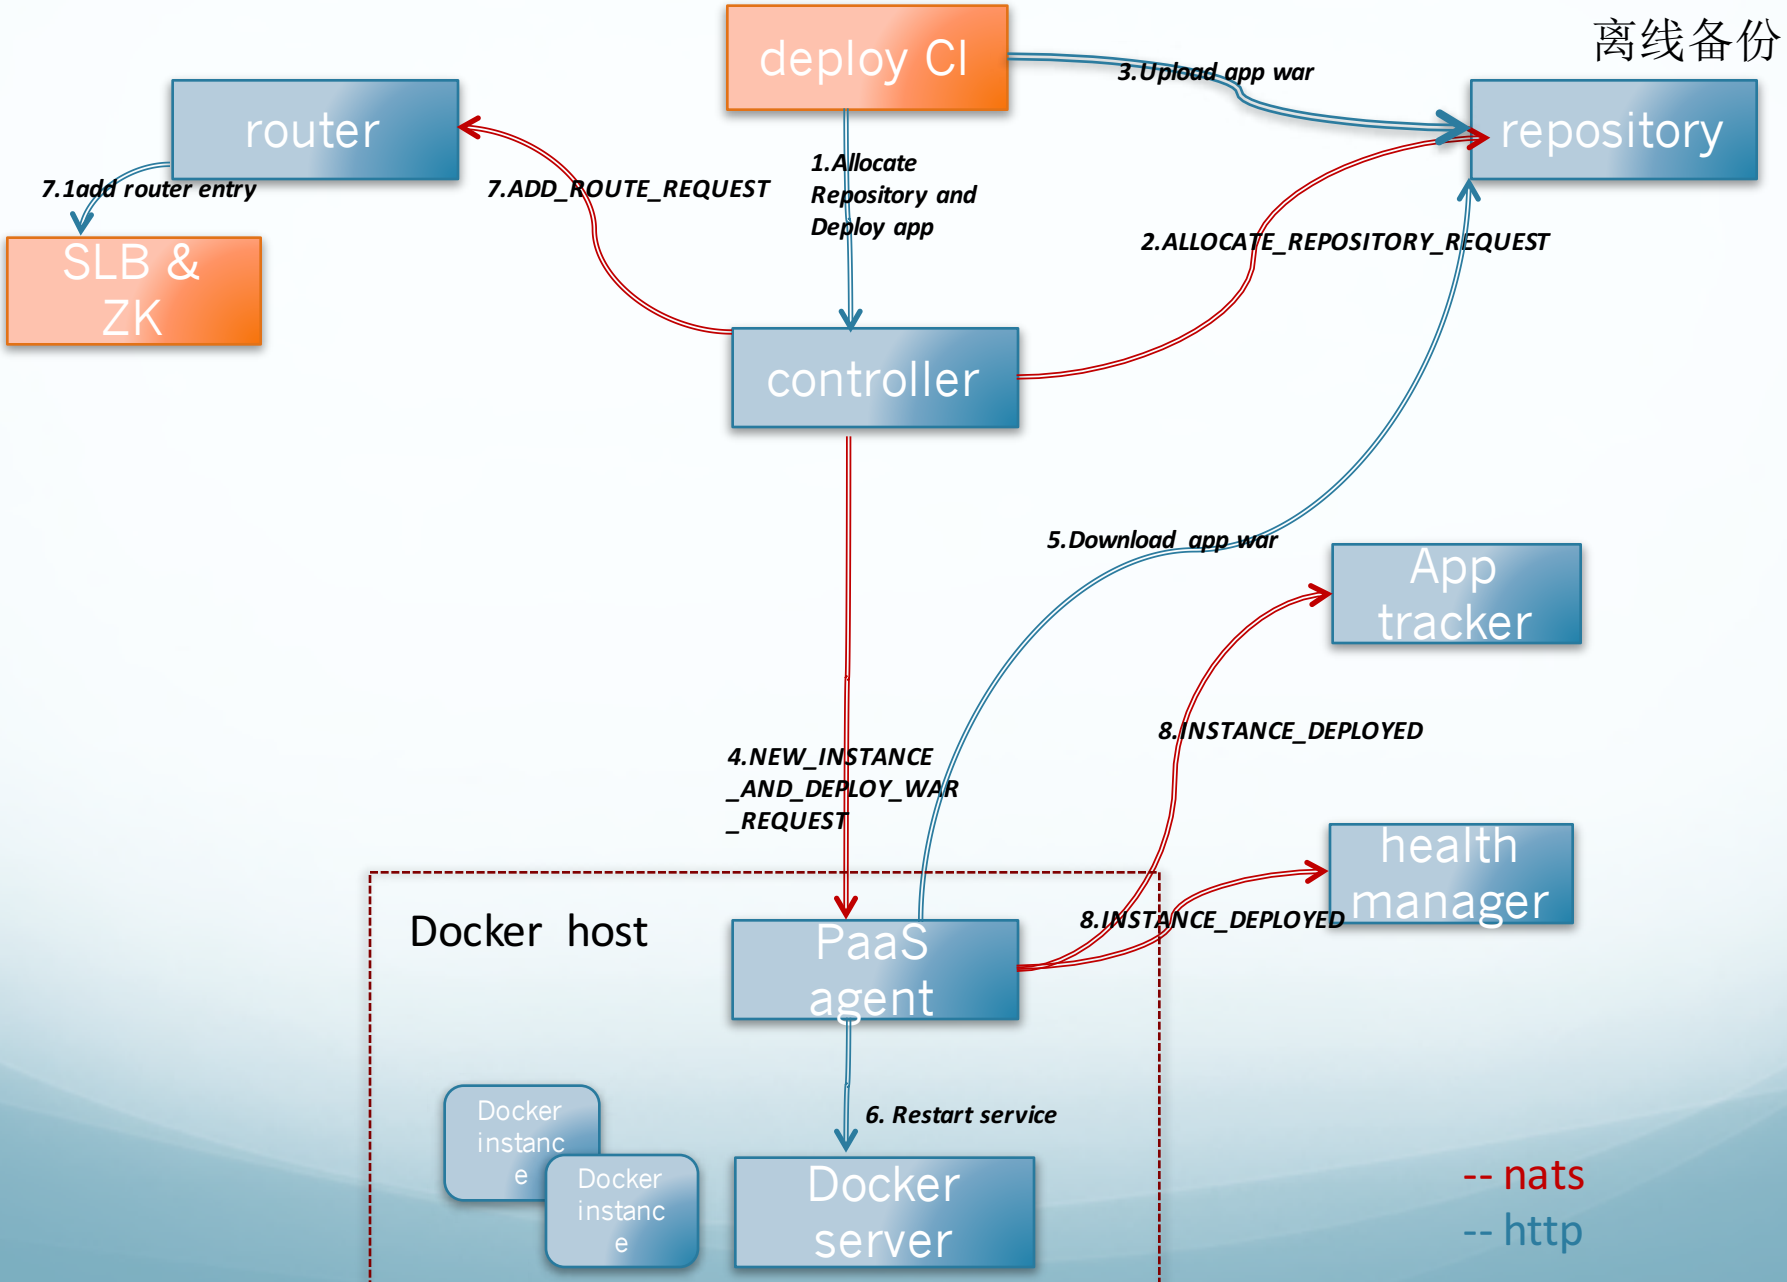 离线备份
deploy CI
3.Upload app war
router
repository
1.Allocate
Repository and
Deploy app
7.1add router entry
7.ADD_ROUTE_REQUEST
2.ALLOCATE_REPOSITORY_REQUEST
SLB &
ZK
controller
5.Download app war
App
tracker
8.INSTANCE_DEPLOYED
4.NEW_INSTANCE
_AND_DEPLOY_WAR
_REQUEST
health
manager
8.INSTANCE_DEPLOYED
Docker host
PaaS
agent
6. Restart service
Docker
instanc
e
Docker
instanc
e
Docker
server
-- nats
-- http